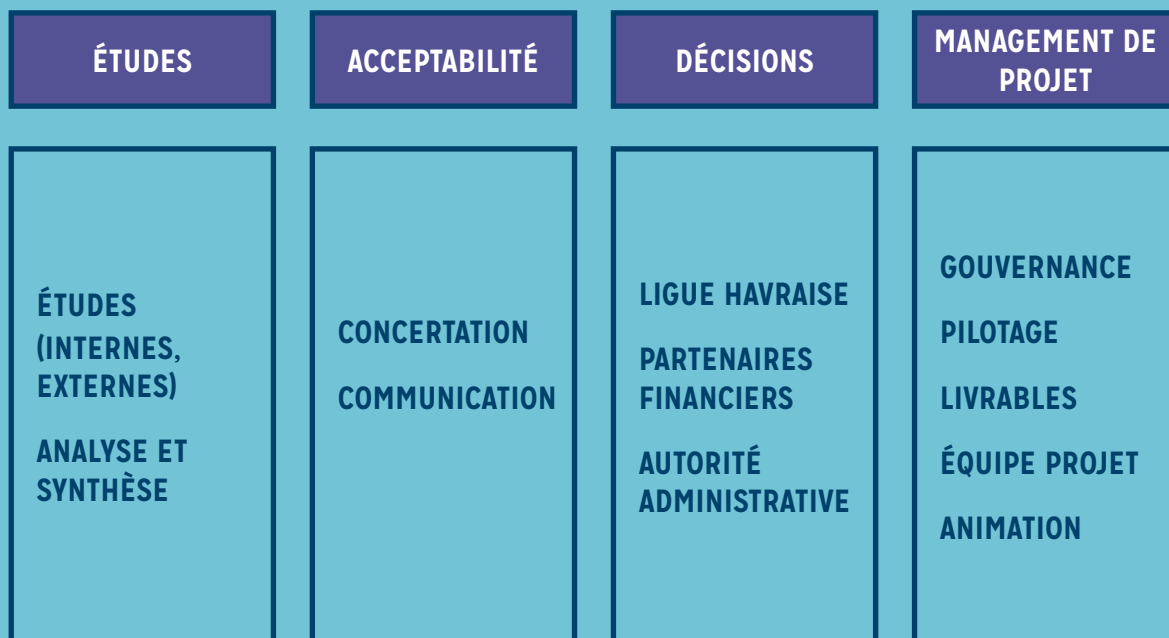 ÉTUDES
ACCEPTABILITÉ
DÉCISIONS
MANAGEMENT DE
PROJET
ÉTUDES
(INTERNES,
EXTERNES)
ANALYSE ET
SYNTHÈSE
CONCERTATION
COMMUNICATION
LIGUE HAVRAISE
PARTENAIRES
FINANCIERS
AUTORITÉ
ADMINISTRATIVE
GOUVERNANCE
PILOTAGE
LIVRABLES
ÉQUIPE PROJET
ANIMATION